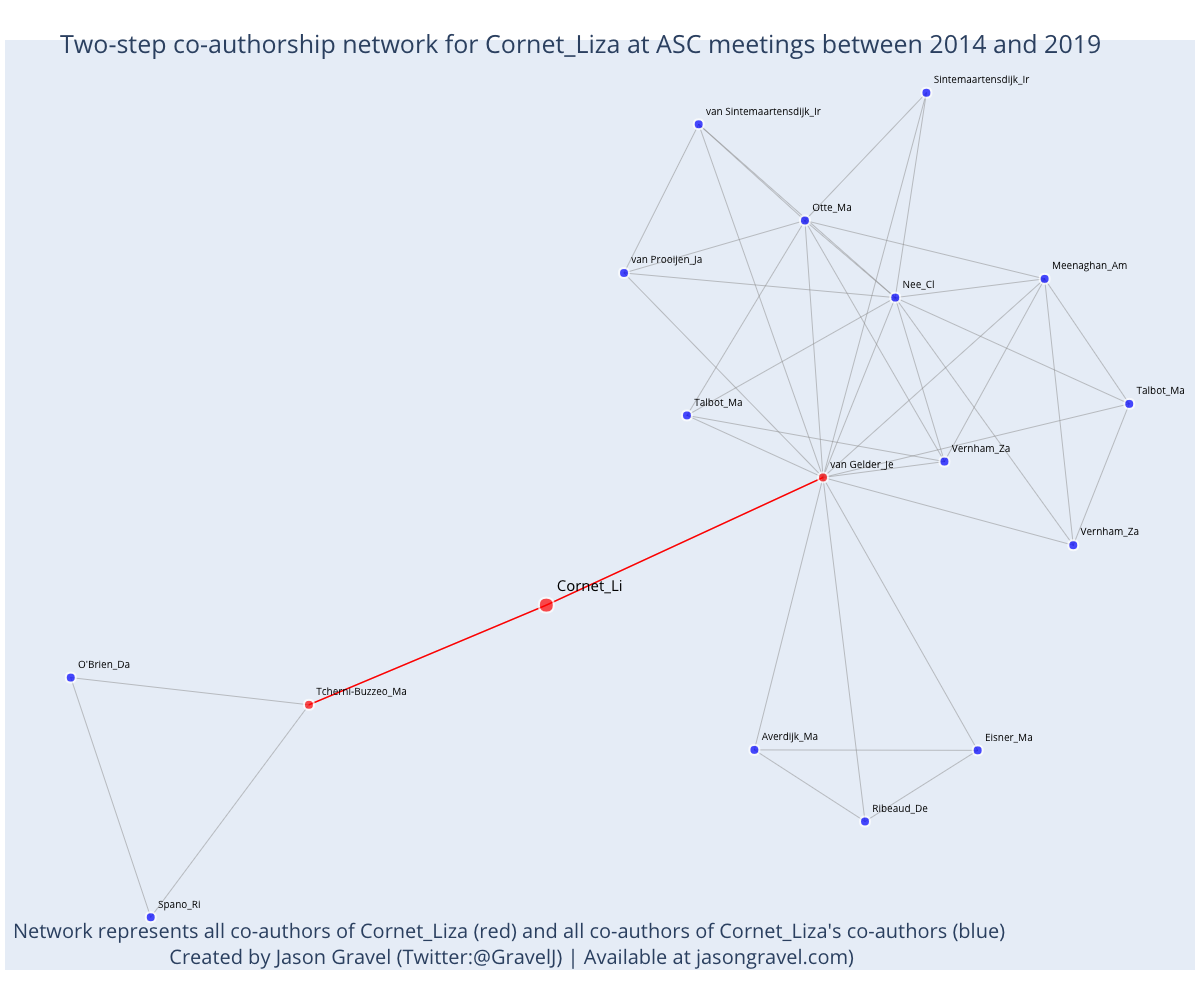 Two-step co-authorship network for Cornet_Liza at ASC meetings between 2014 and 2019
Sintemaartensdijk_Ir
van Sintemaartensdijk_Ir
Otte_Ma
van Prooijen_Ja
Meenaghan_Am
Nee_Cl
Talbot_Ma
Talbot_Ma
Vernham_Za
van Gelder_Je
Vernham_Za
Cornet_Li
O'Brien_Da
Tcherni-Buzzeo_Ma
Averdijk_Ma
Eisner_Ma
Ribeaud_De
Spano_Ri
Network represents all co-authors of Cornet_Liza (red) and all co-authors of Cornet_Liza's co-authors (blue)
Created by Jason Gravel (Twitter:@GravelJ) | Available at jasongravel.com)